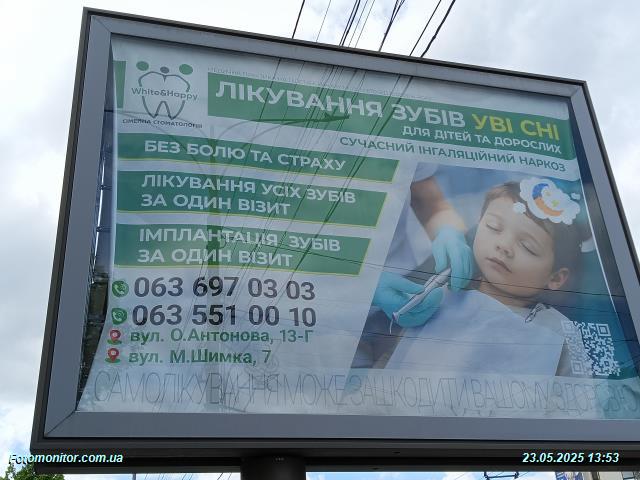 White&Happy
СІМЕЙНА СТОМАТОЛОГІЯ
ЛІКУВАННЯ ЗУБІВ УВІ СНІ
ДЛЯ ДІТЕЙ ТА ДОРОСЛИХ
СУЧАСНИЙ ІНГАЛЯЦІЙНИЙ НАРКОЗ
БЕЗ БОЛЮ ТА СТРАХУ
ЛІКУВАННЯ УСІХ ЗУБІВ
ЗА ОДИН ВІЗИТ
ІМПЛАНТАЦІЯ ЗУБІВ
ЗА ОДИН ВІЗИТ
063 697 03 03
063 551 00 10
вул. О.Антонова, 13-Г
вул. М.Шимка, 7
САМОЛІКУВАННЯ МОЖЕ ЗАШКОДИТИ ВАШОМУ ЗДОРОВ'Ю
Fotomonitor.com.ua
23.05.2025 13:53